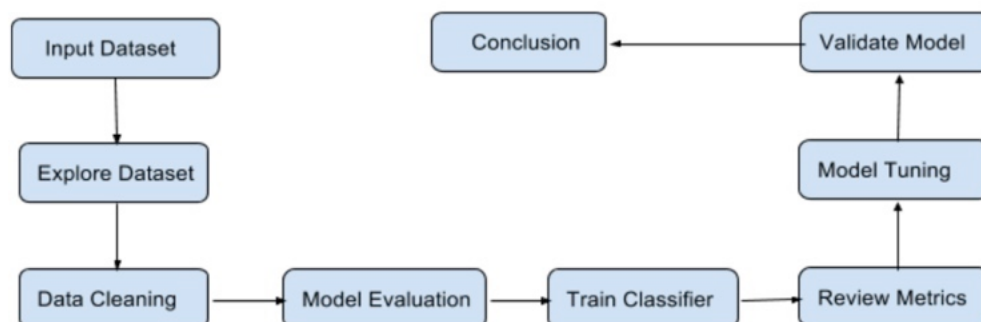 Input Dataset
Explore Dataset
Data Cleaning
Model Evaluation
Train Classifier
Review Metrics
Model Tuning
Validate Model
Conclusion